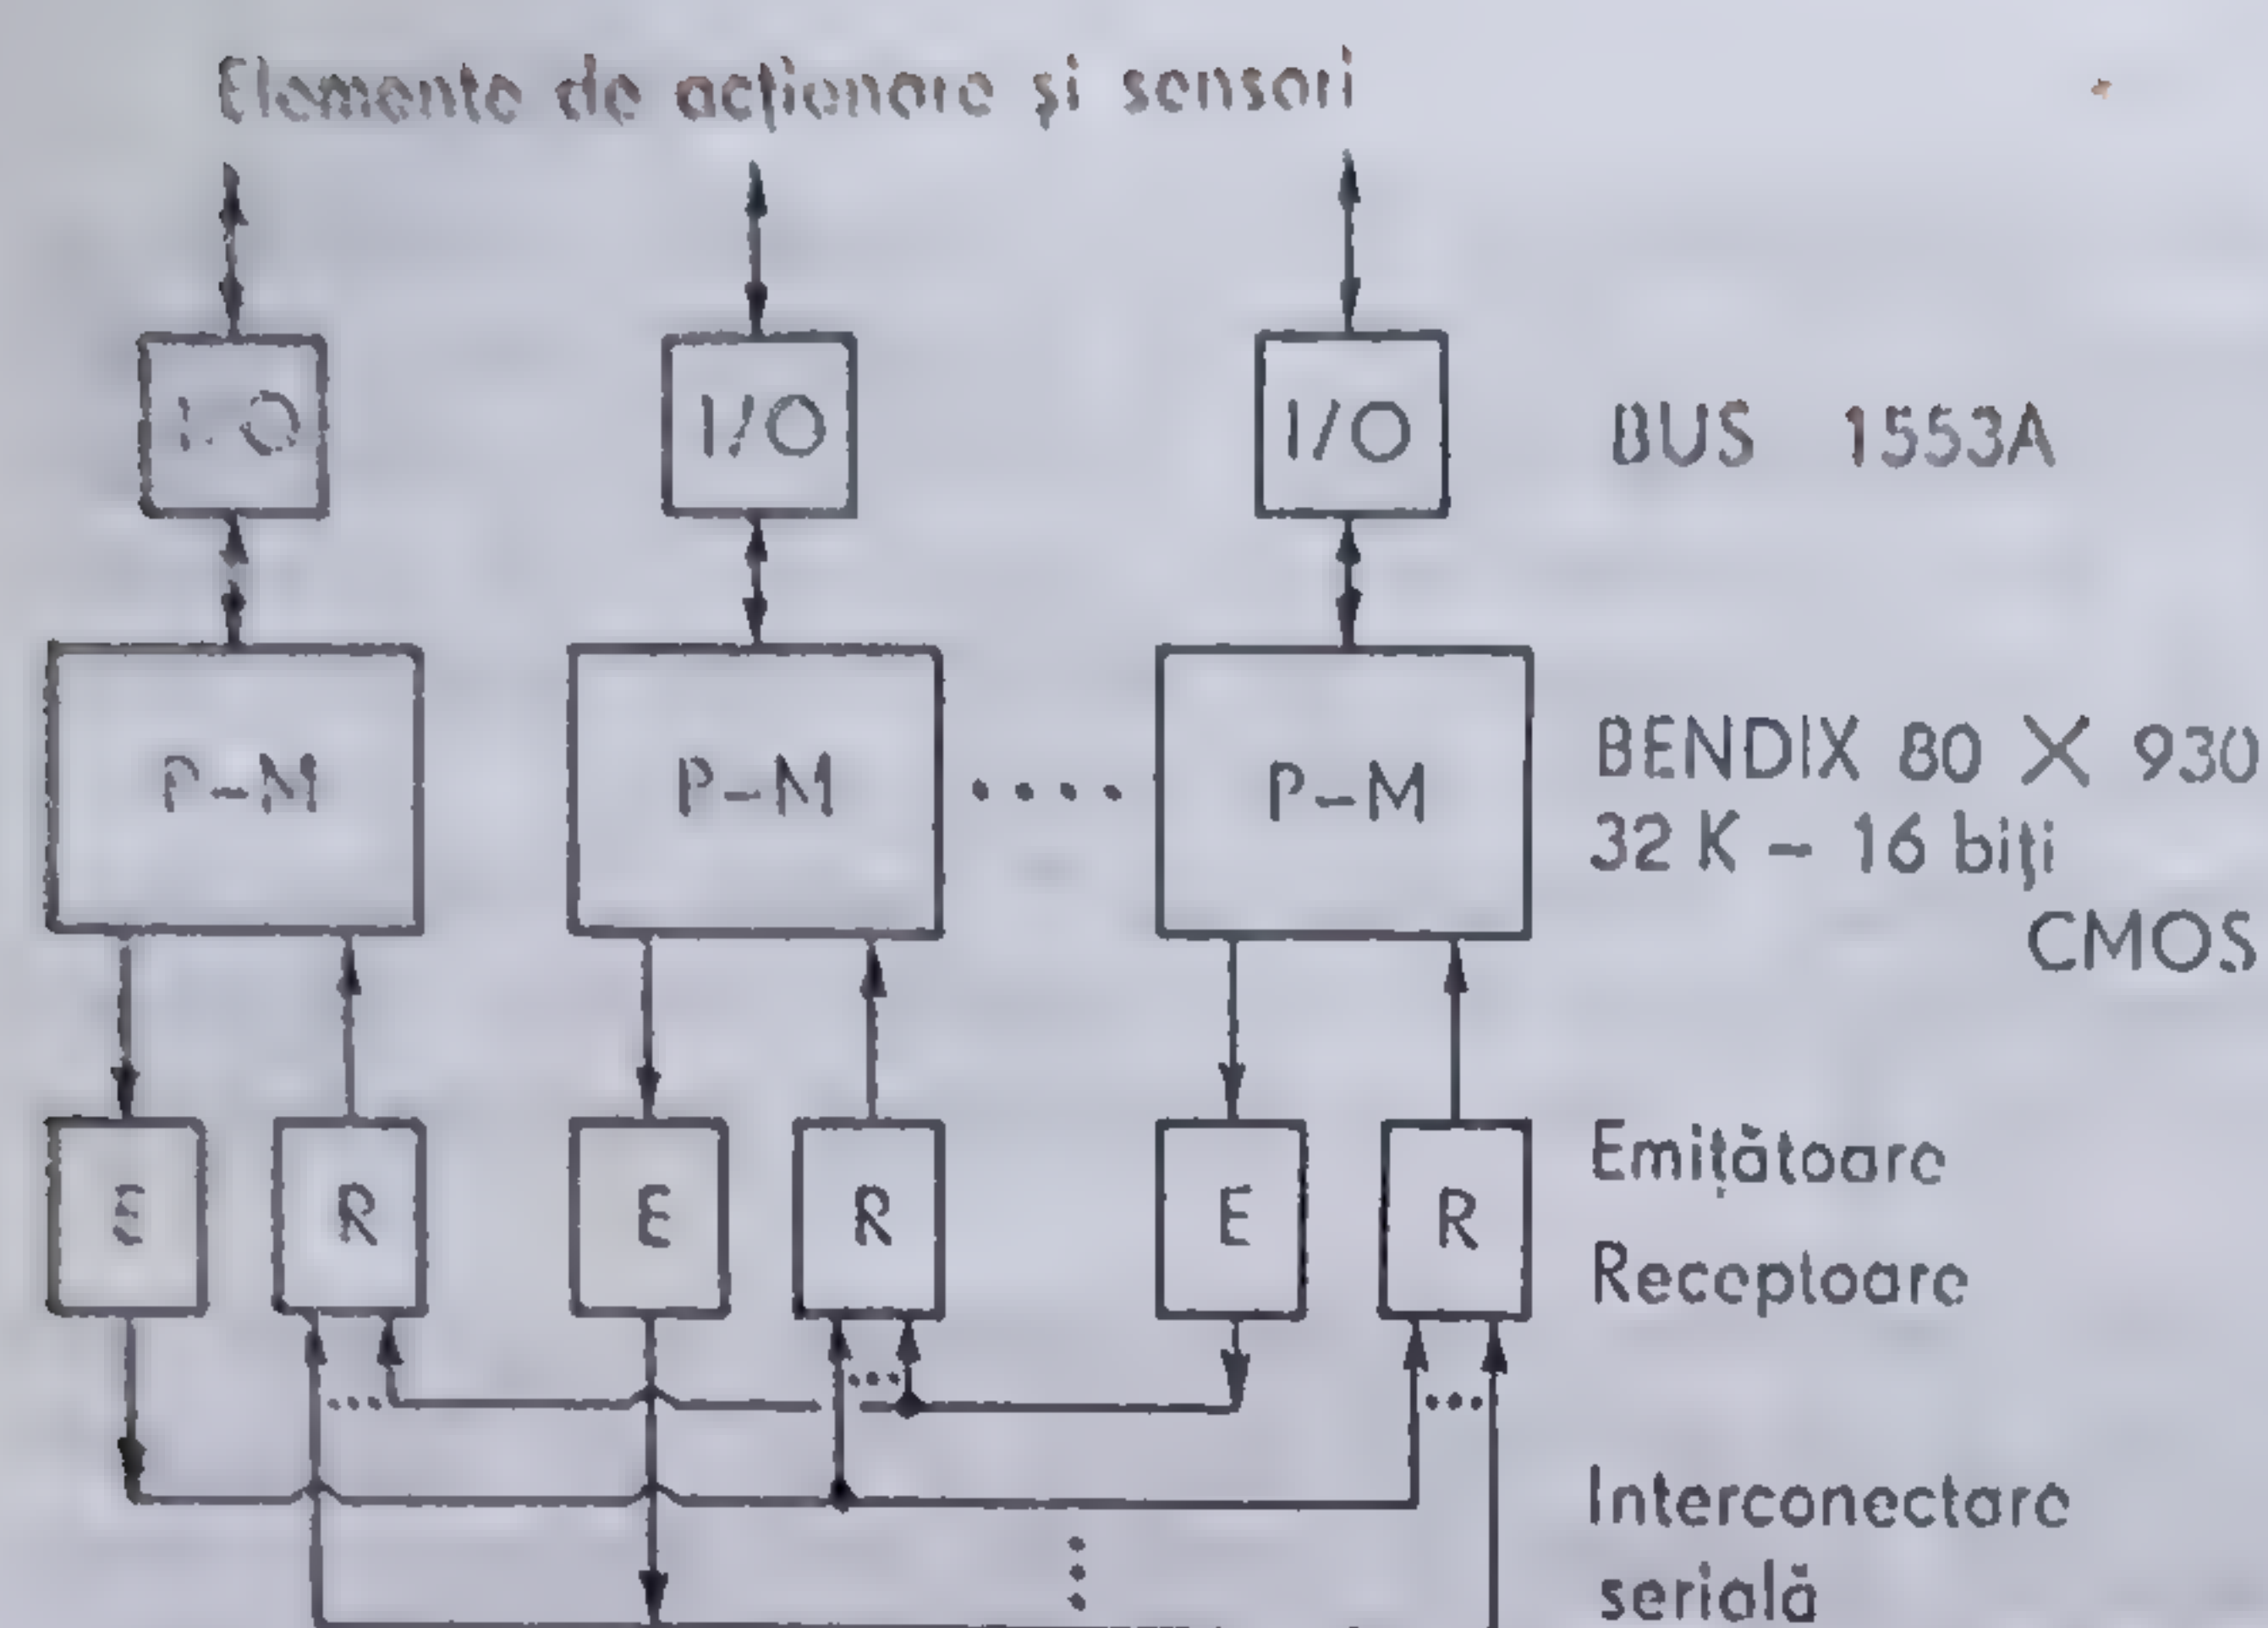 Elemente de acționare și sensori
I/O I/O I/O BUS 1553A
P–M P–M P–M BENDIX 80 X 930
32 K – 16 biți
CMOS
E R E R E R Emițătoare
Receptoare
Interconectare
serială